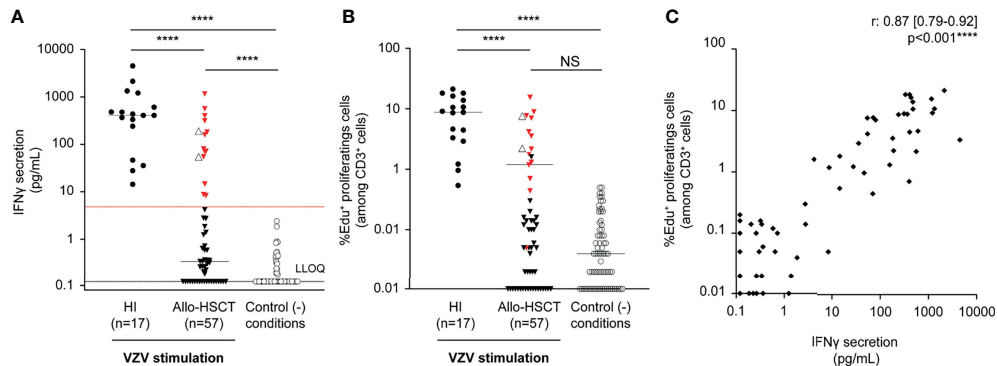 A
****
****
****
10000
1000
100
10
1
0.1
IFNγ secretion
(pg/mL)
LLOQ
HI
(n=17)
Allo-HSCT
(n=57)
Control (-)
conditions
VZV stimulation
B
****
****
NS
100
10
1
0.01
0.01
%Edu+ proliferatings cells
(among CD3+ cells)
HI
(n=17)
Allo-HSCT
(n=57)
Control (-)
conditions
VZV stimulation
C
r: 0.87 [0.79-0.92]
p<0.001****
100
10
1
0.1
0.01
%Edu+ proliferatings cells
(among CD3+ cells)
0.1
1
10
100
1000
10000
IFNγ secretion
(pg/mL)